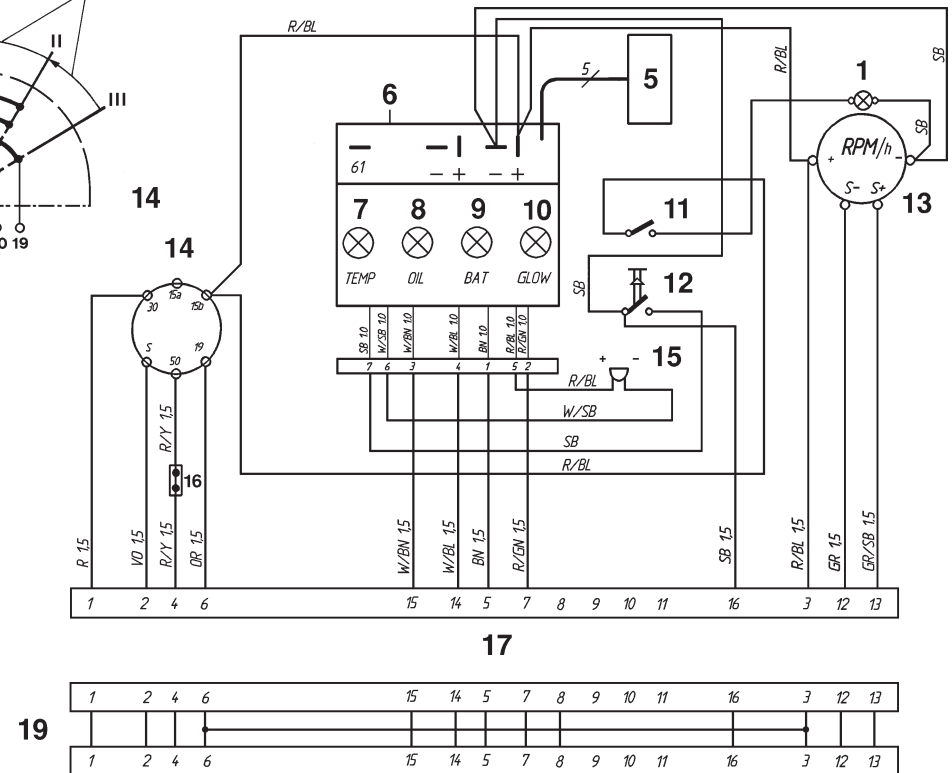 II
III
14
19
R/BL
5
5
6
61
− + − +
7 8 9 10
TEMP OIL BAT GLOW
SB 1.0
W/SB 1.0
W/BN 1.0
W/BL 1.0
BN 1.0
R/BL 1.0
R/GN 1.0
7 6 3 4 1 5 2
14
30 15a 15b
S 50 19
R/BL
SB
1
SB
RPM/h
+ −
S− S+
13
11
12
SB
+ − 15
R/BL
W/SB
SB
R/BL
R/Y 1,5
16
R 1,5
VO 1,5
R/Y 1,5
OR 1,5
W/BN 1,5
W/BL 1,5
BN 1,5
R/GN 1,5
SB 1,5
R/BL 1,5
GR 1,5
GR/SB 1,5
1 2 4 6 15 14 5 7 8 9 10 11 16 3 12 13
17
1 2 4 6 15 14 5 7 8 9 10 11 16 3 12 13
19
1 2 4 6 15 14 5 7 8 9 10 11 16 3 12 13